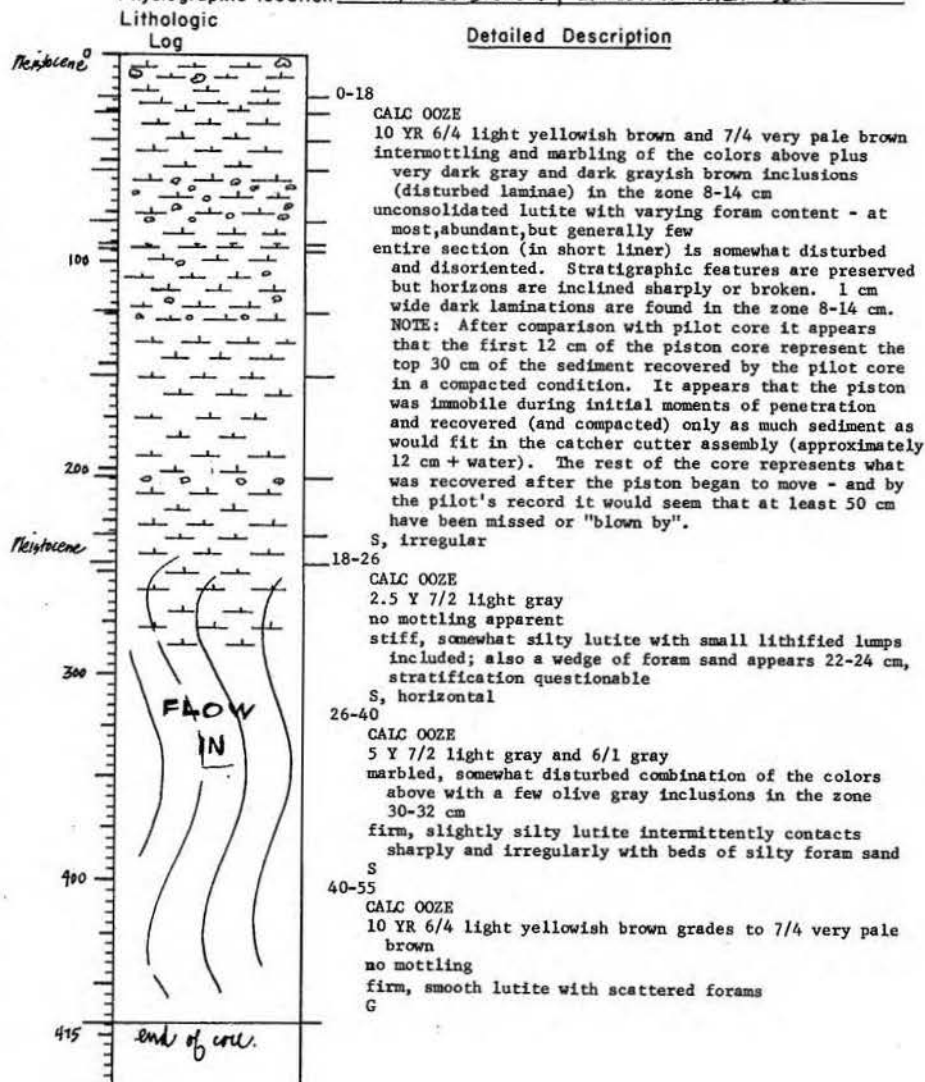 Lithologic
Log
Detailed Description
Pleistocene
0
100
200
Pleistocene
300
FLOW
IN
400
475
end of core.
0-18
CALC OOZE
10 YR 6/4 light yellowish brown and 7/4 very pale brown
intermottling and marbling of the colors above plus
very dark gray and dark grayish brown inclusions
(disturbed laminae) in the zone 8-14 cm
unconsolidated lutite with varying foram content - at
most,abundant,but generally few
entire section (in short liner) is somewhat disturbed
and disoriented. Stratigraphic features are preserved
but horizons are inclined sharply or broken. 1 cm
wide dark laminations are found in the zone 8-14 cm.
NOTE: After comparison with pilot core it appears
that the first 12 cm of the piston core represent the
top 30 cm of the sediment recovered by the pilot core
in a compacted condition. It appears that the piston
was immobile during initial moments of penetration
and recovered (and compacted) only as much sediment as
would fit in the catcher cutter assembly (approximately
12 cm + water). The rest of the core represents what
was recovered after the piston began to move - and by
the pilot's record it would seem that at least 50 cm
have been missed or "blown by".
S, irregular
18-26
CALC OOZE
2.5 Y 7/2 light gray
no mottling apparent
stiff, somewhat silty lutite with small lithified lumps
included; also a wedge of foram sand appears 22-24 cm,
stratification questionable
S, horizontal
26-40
CALC OOZE
5 Y 7/2 light gray and 6/1 gray
marbled, somewhat disturbed combination of the colors
above with a few olive gray inclusions in the zone
30-32 cm
firm, slightly silty lutite intermittently contacts
sharply and irregularly with beds of silty foram sand
S
40-55
CALC OOZE
10 YR 6/4 light yellowish brown grades to 7/4 very pale
brown
no mottling
firm, smooth lutite with scattered forams
G